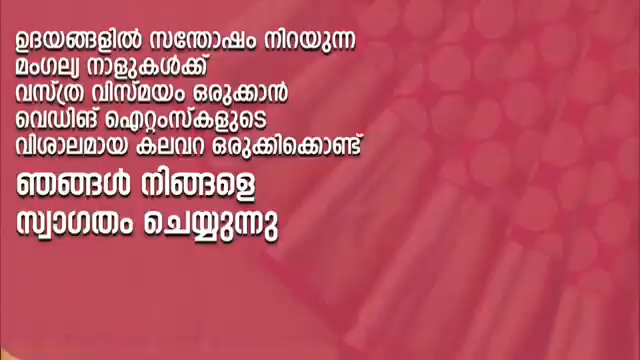 ഉദയങ്ങളിൽ സന്തോഷം നിറയുന്ന
മംഗല്യ നാളുകൾക്ക്
വസ്ത്ര വിസ്മയം ഒരുക്കാൻ
വെഡിങ് ഐറ്റംസ്കളുടെ
വിശാലമായ കലവറ ഒരുക്കിക്കൊണ്ട്
ഞങ്ങൾ നിങ്ങളെ
സ്വാഗതം ചെയ്യുന്നു